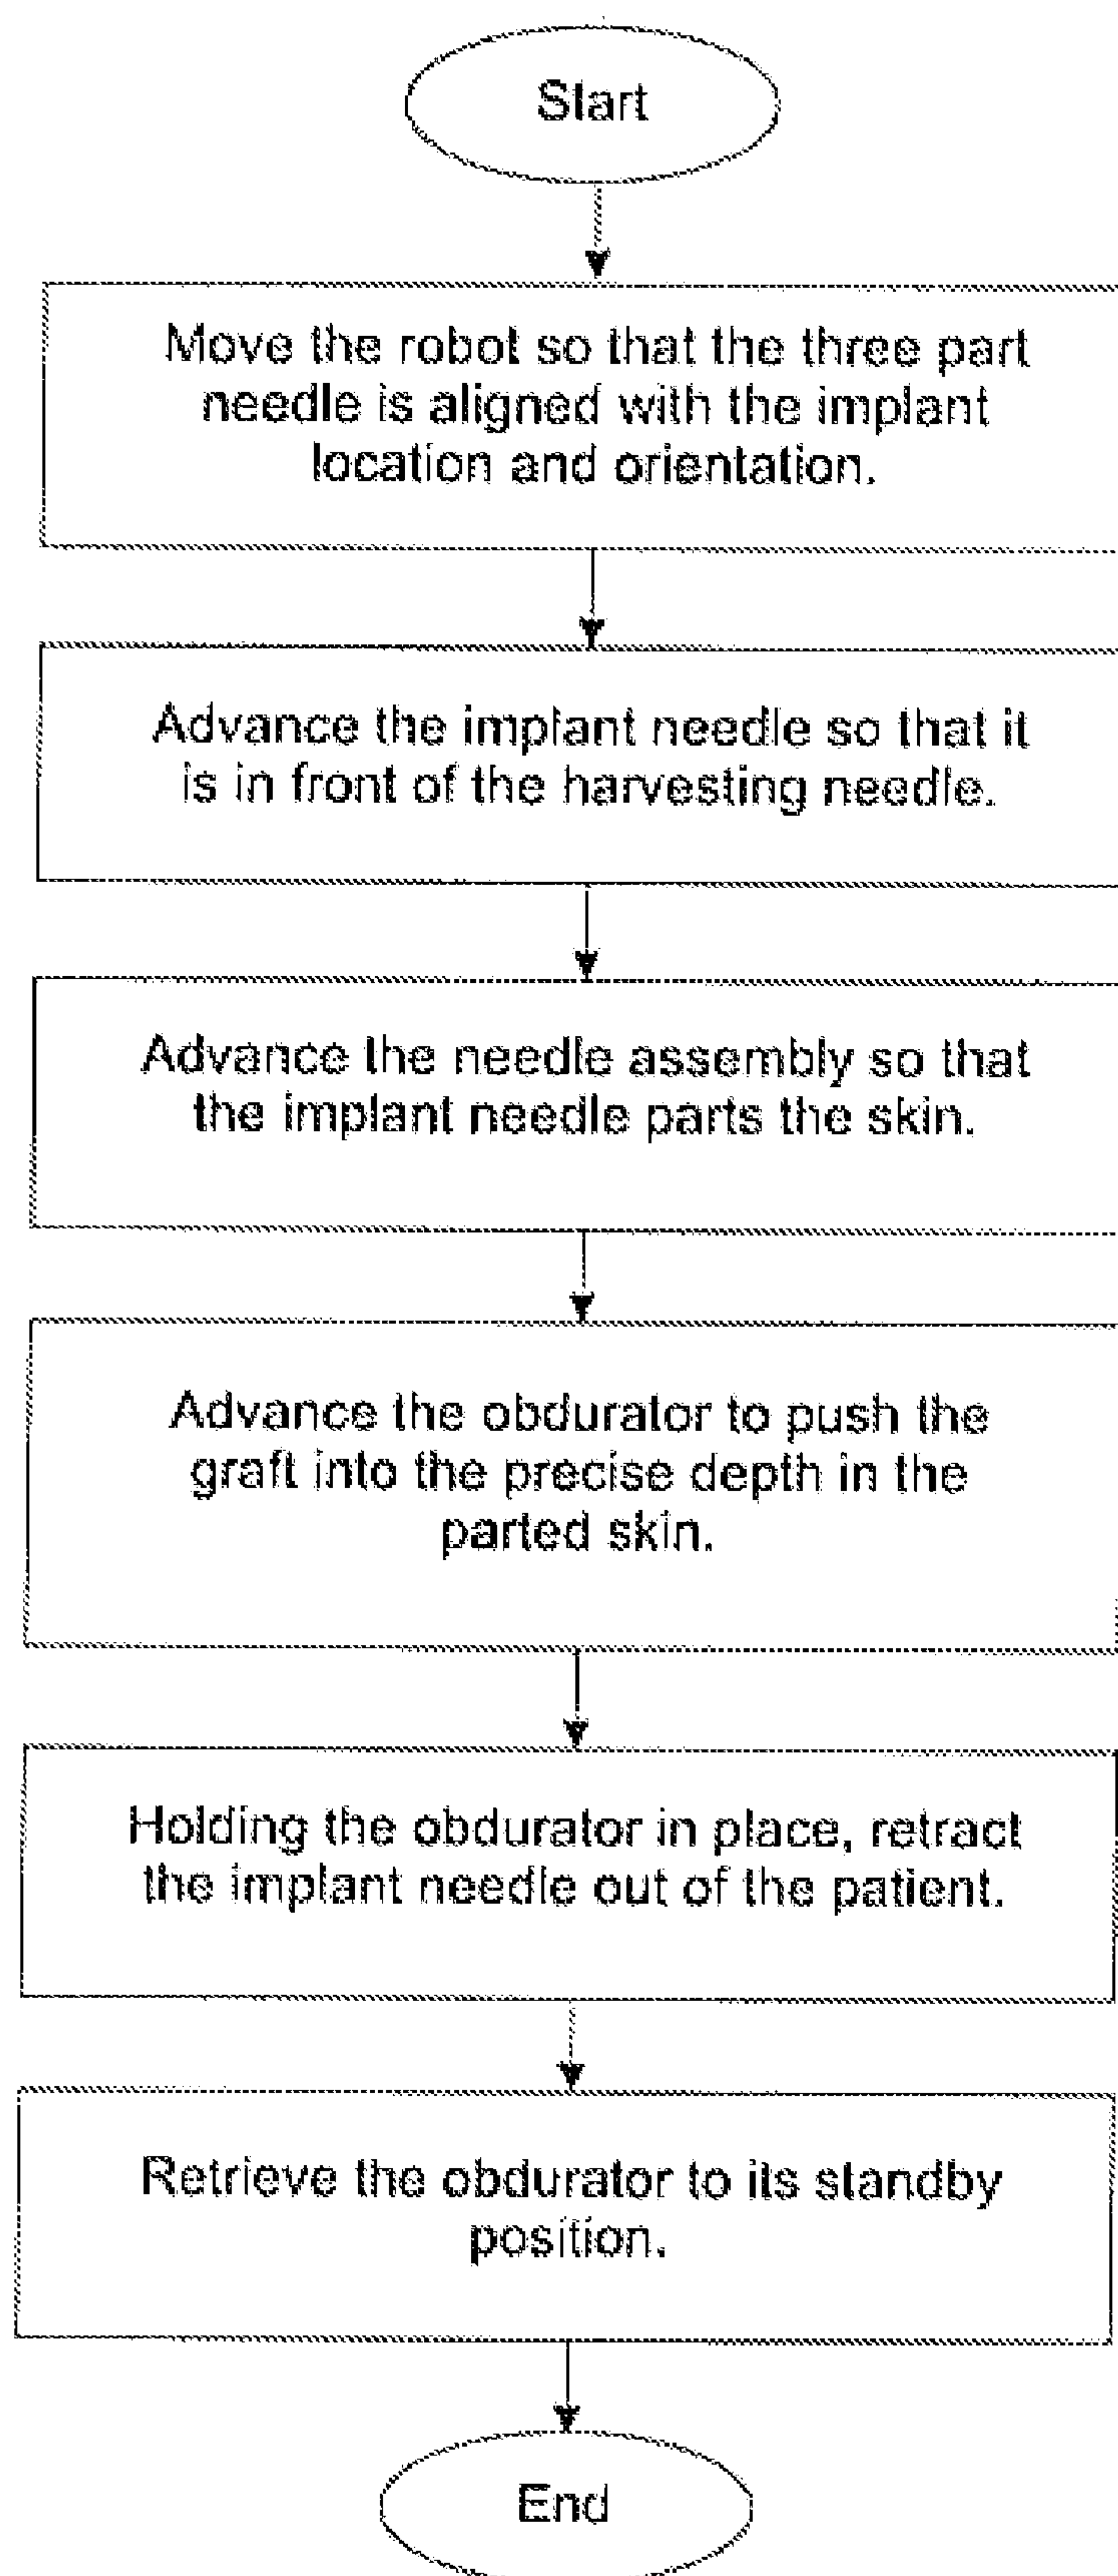 Start
Move the robot so that the three part
needle is aligned with the implant
location and orientation.
Advance the implant needle so that it
is in front of the harvesting needle.
Advance the needle assembly so that
the implant needle parts the skin.
Advance the obdurator to push the
graft into the precise depth in the
parted skin.
Holding the obdurator in place, retract
the implant needle out of the patient.
Retrieve the obdurator to its standby
position.
End